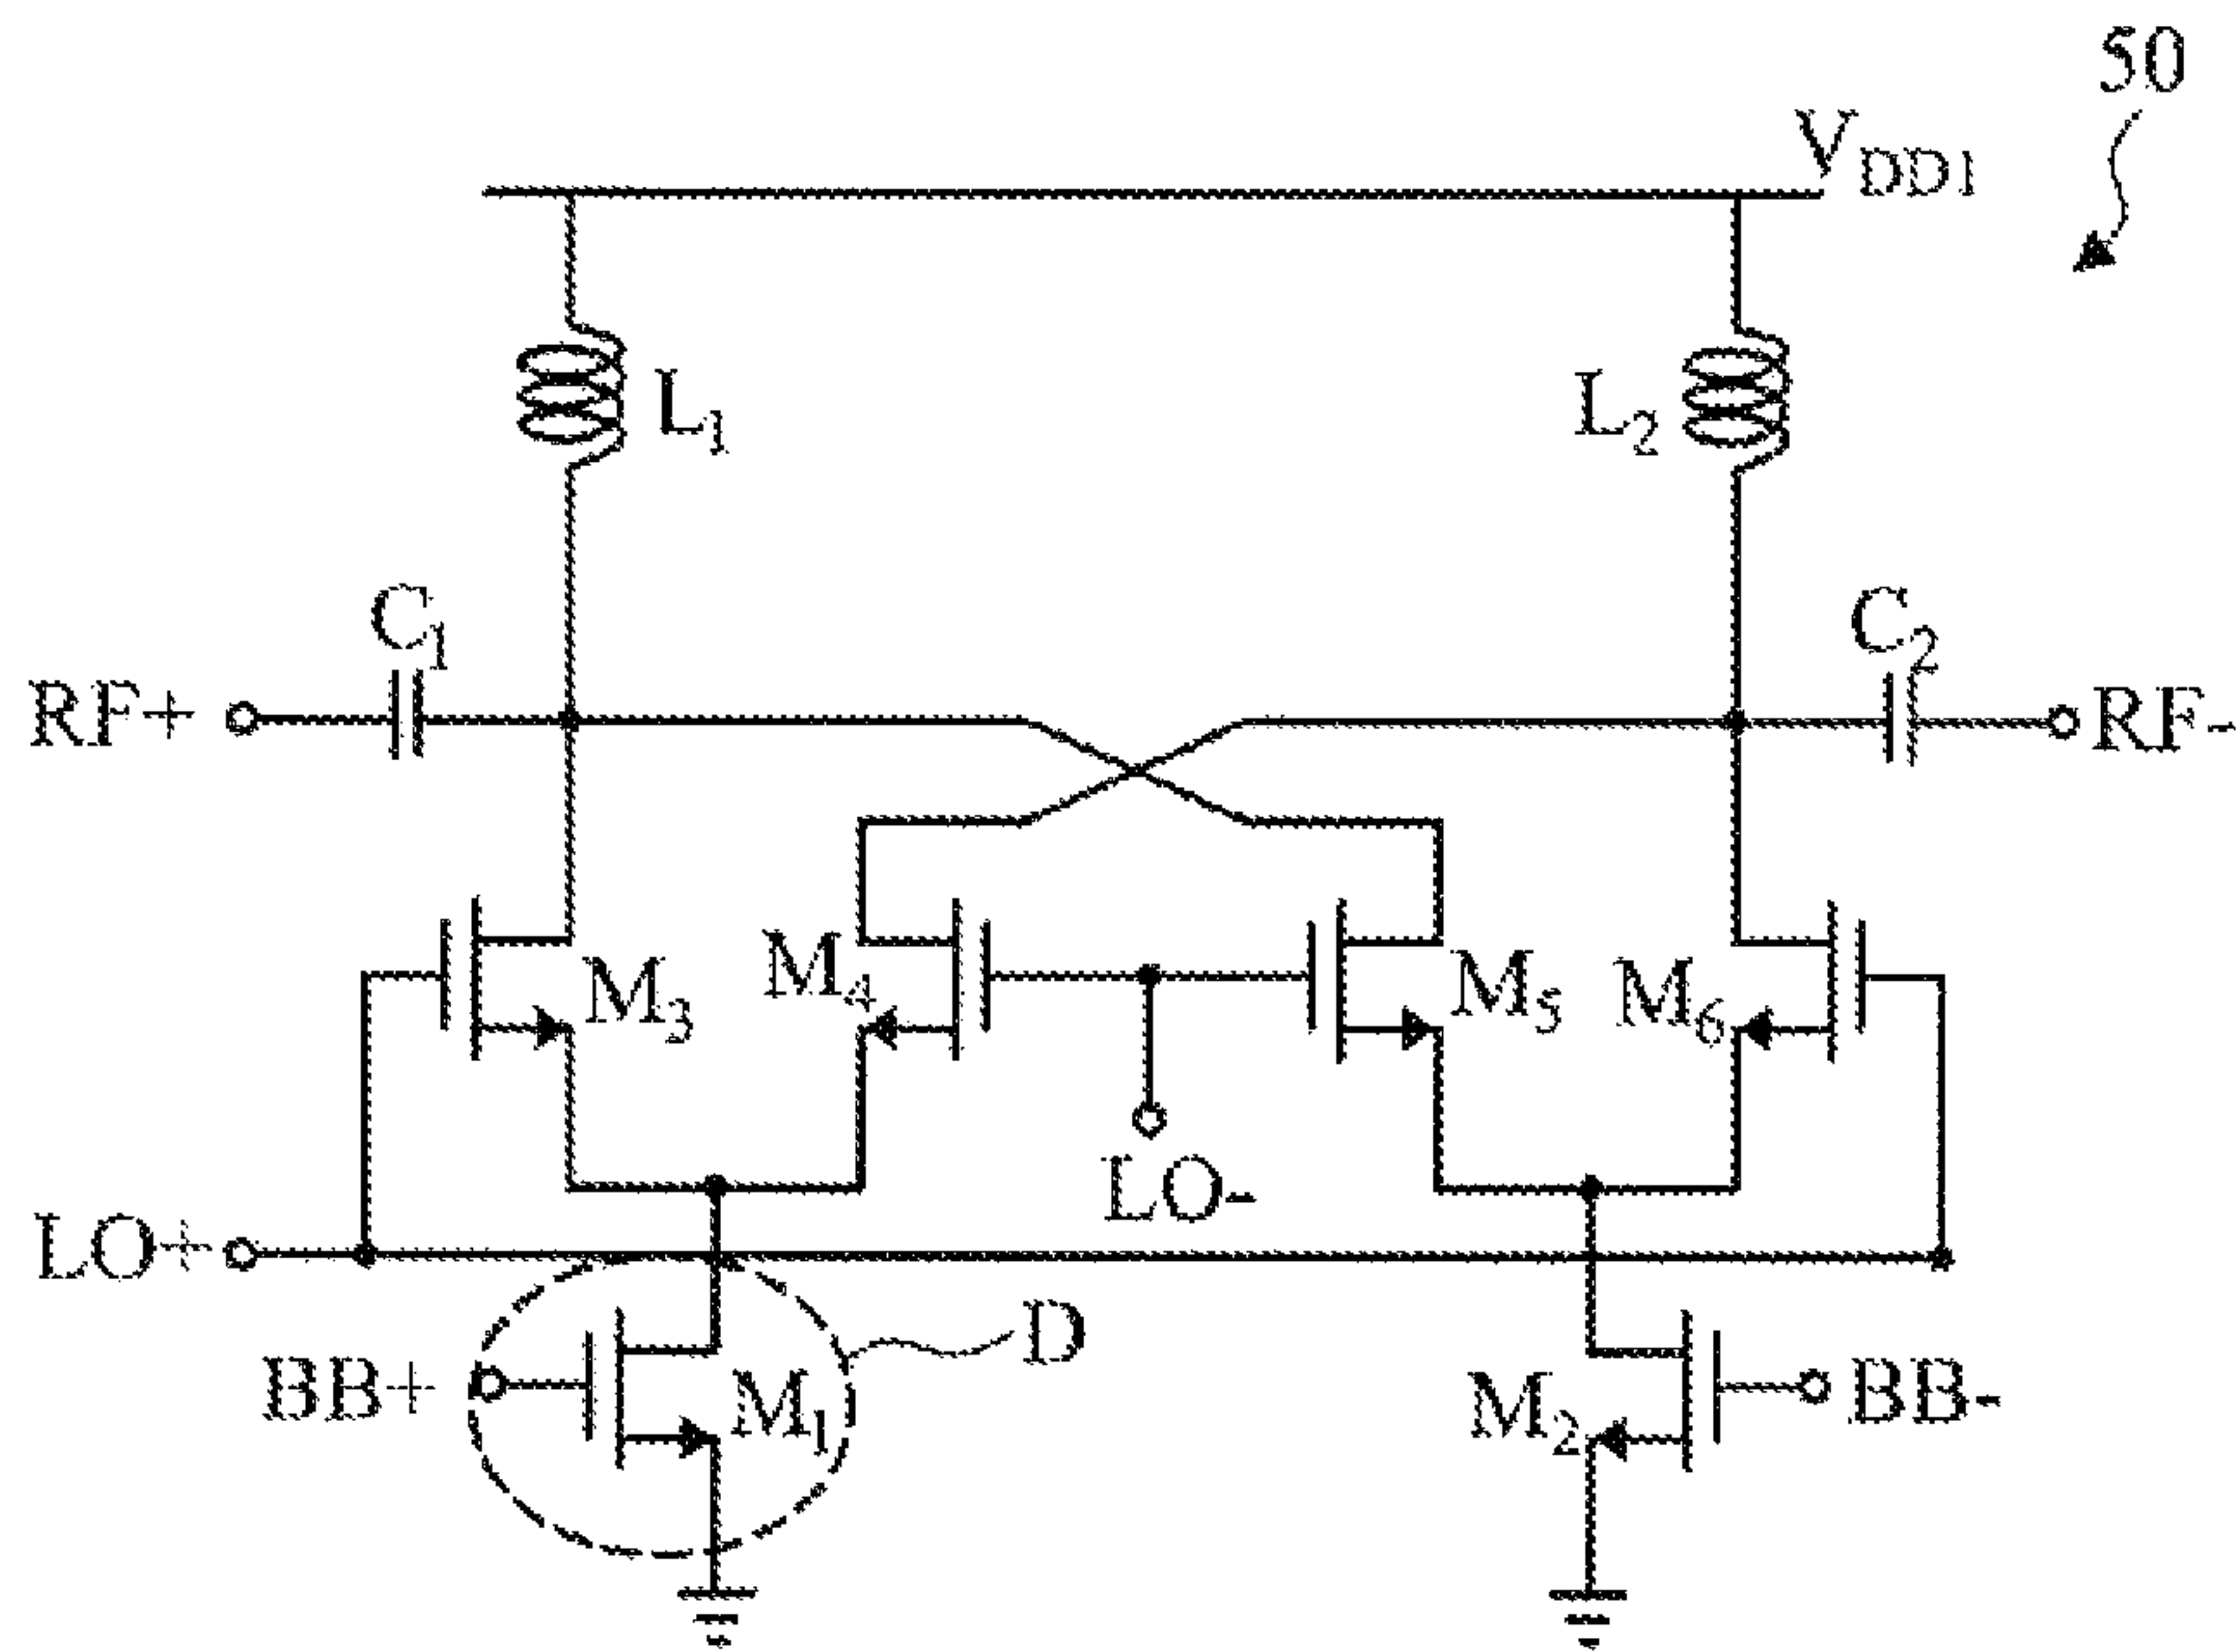 50
VDD1
L1
L2
C1
C2
RF+
RF-
M3
M4
M5
M6
LO-
LO+
D
BB+
M1
M2
BB-